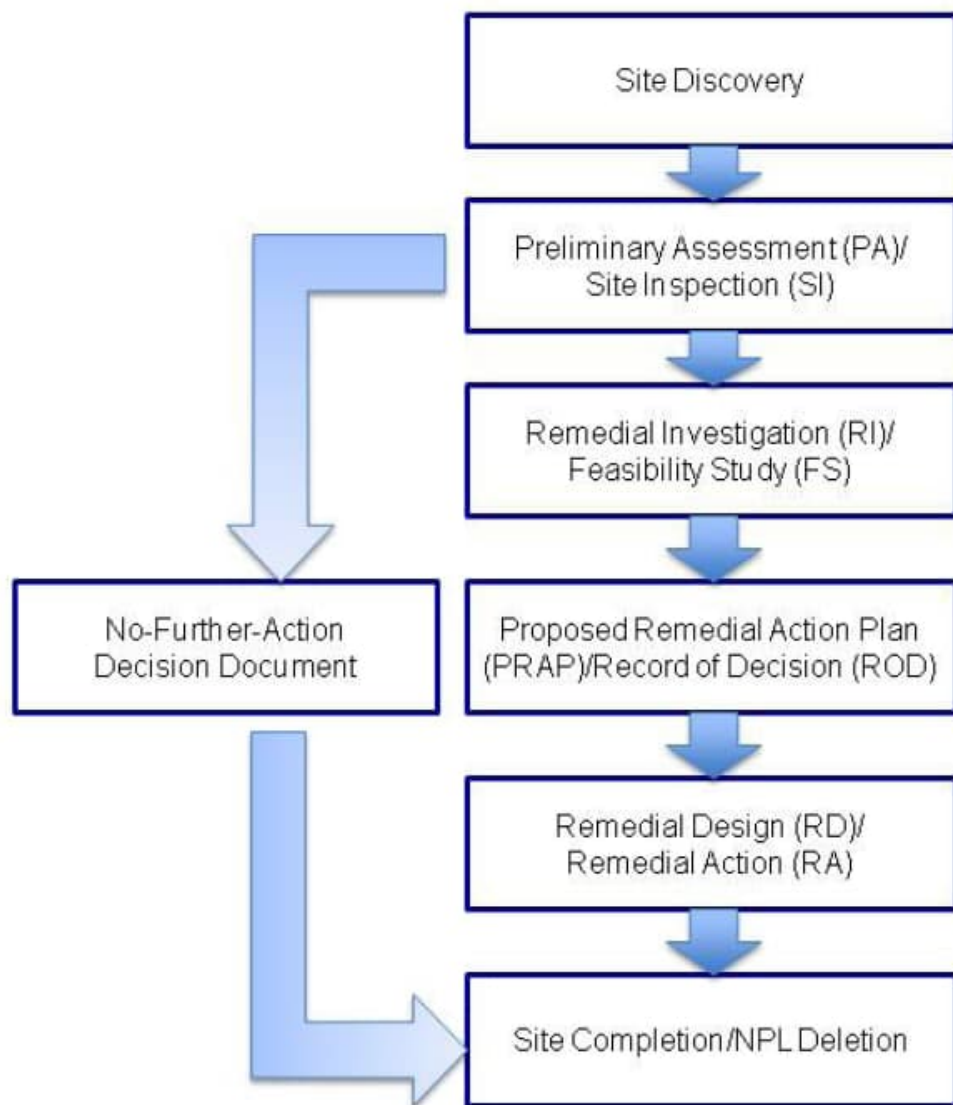 Site Discovery
Preliminary Assessment (PA)/
Site Inspection (SI)
Remedial Investigation (RI)/
Feasibility Study (FS)
No-Further-Action
Decision Document
Proposed Remedial Action Plan
(PRAP)/Record of Decision (ROD)
Remedial Design (RD)/
Remedial Action (RA)
Site Completion/NPL Deletion